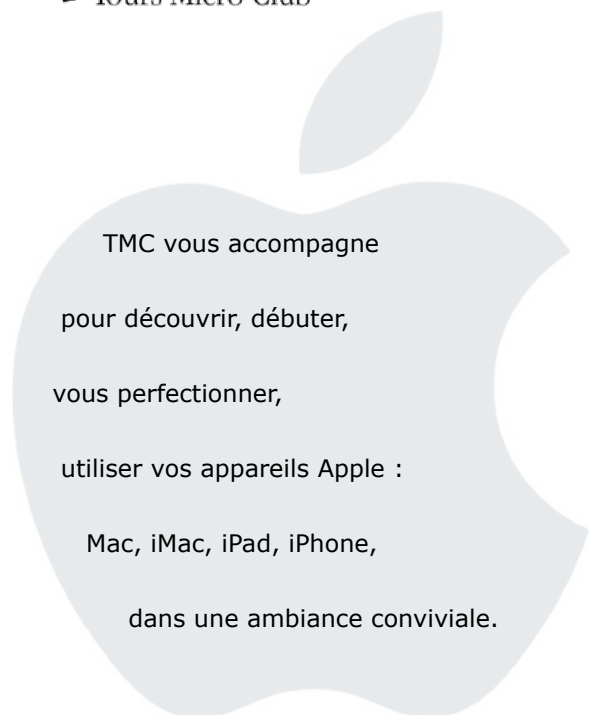 Tours Micro Club
TMC vous accompagne
pour découvrir, débuter,
vous perfectionner,
utiliser vos appareils Apple :
Mac, iMac, iPad, iPhone,
dans une ambiance conviviale.